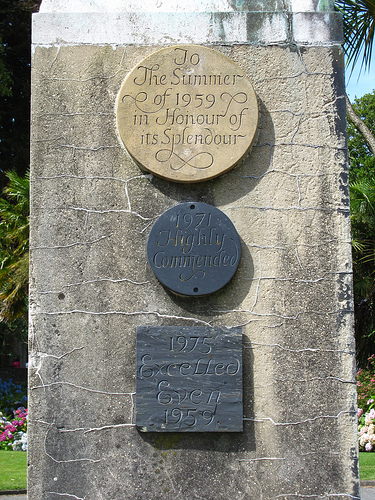 To
The Summer
of 1959
in Honour of
its Splendour
1971
Highly
Commended
1975
Excelled
Even
1959